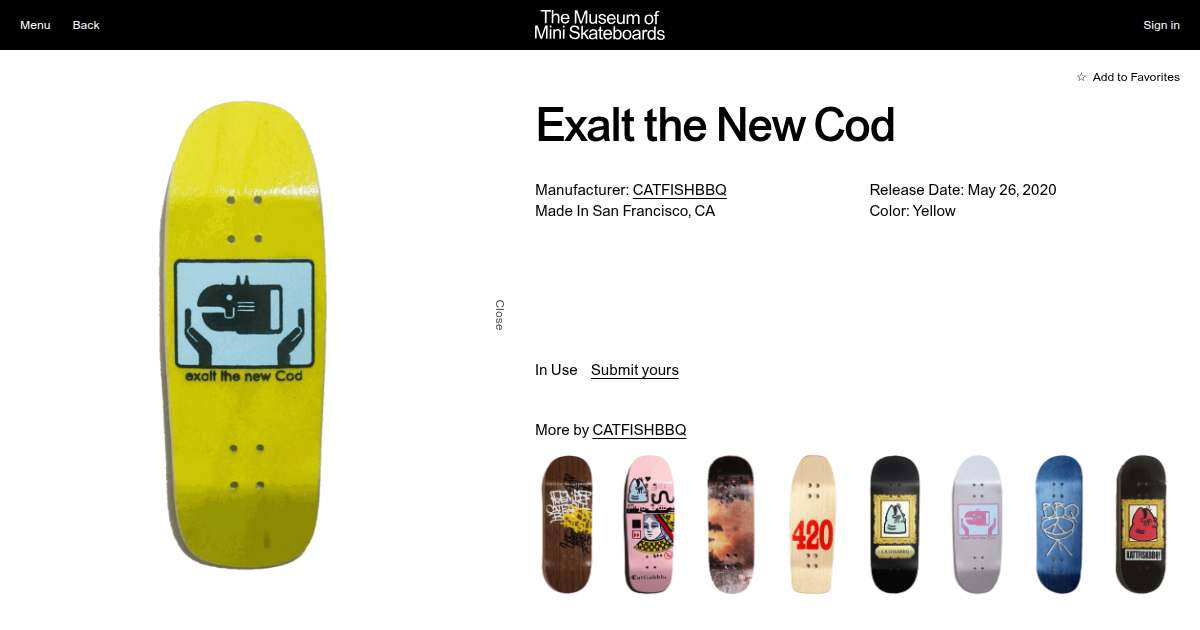 Menu
Back
The Museum of
Mini Skateboards
Sign in
☆ Add to Favorites
Exalt the New Cod
Manufacturer: CATFISHBBQ
Made In San Francisco, CA
Release Date: May 26, 2020
Color: Yellow
exalt the new Cod
Close
In Use
Submit yours
More by CATFISHBBQ
420
CATFISHBBQ
BBQ